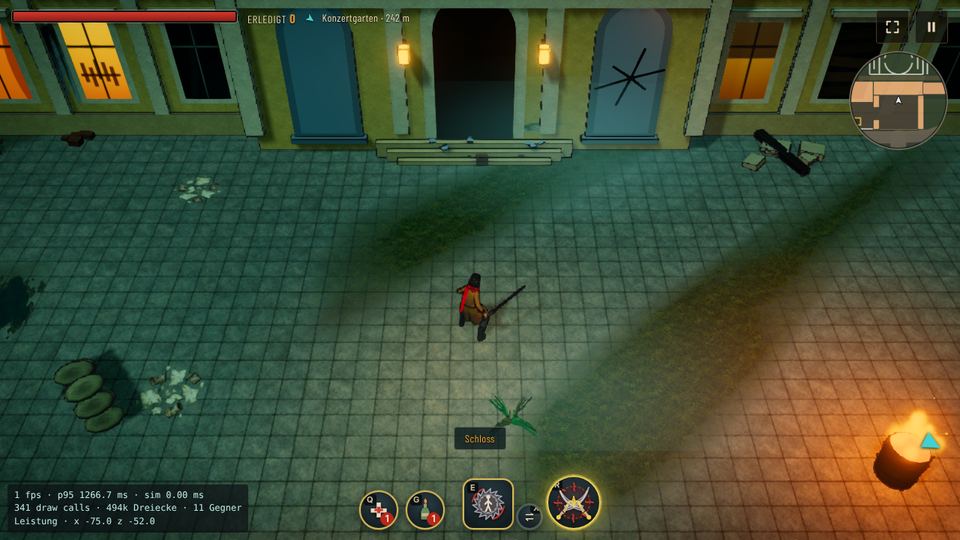 ERLEDIGT 0
Konzertgarten · 242 m
Schloss
Q
1
G
1
E
R
1 fps · p95 1266.7 ms · sim 0.00 ms
341 draw calls · 494k Dreiecke · 11 Gegner
Leistung · x -75.0 z -52.0